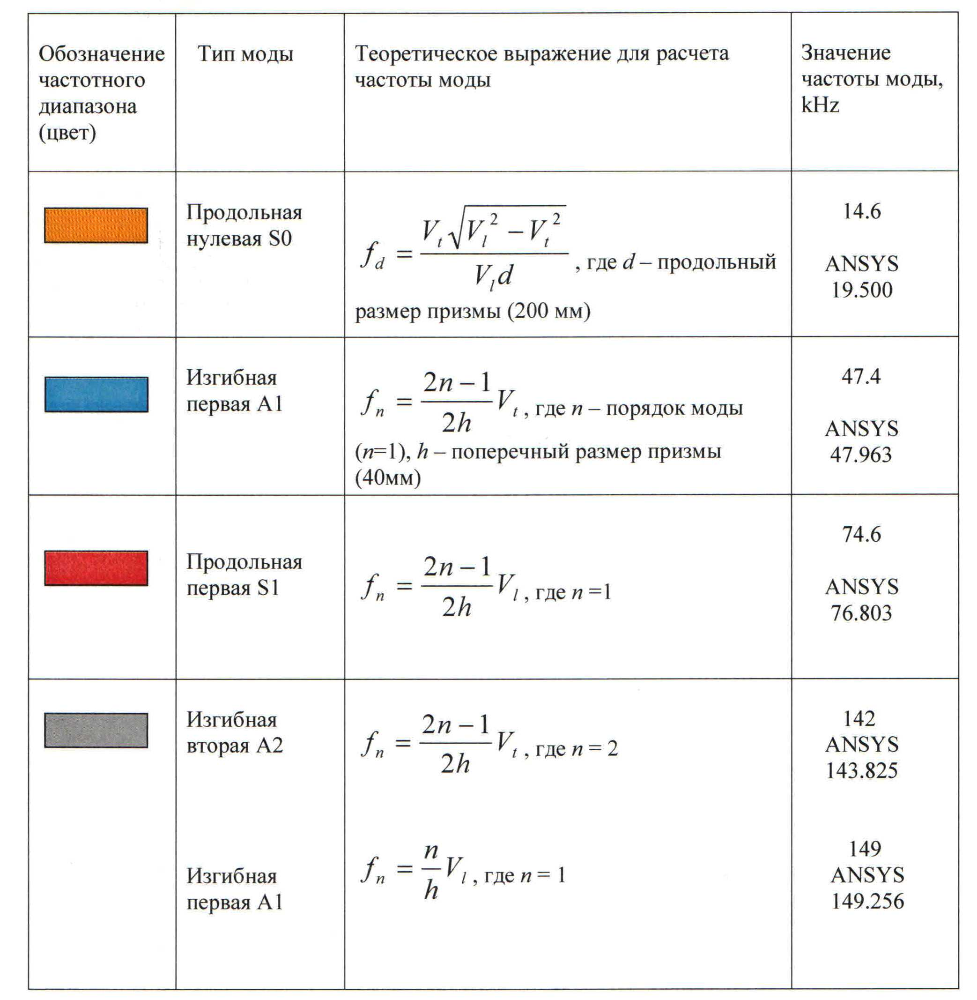 Обозначение
частотного
диапазона
(цвет)
Тип моды
Теоретическое выражение для расчета
частоты моды
Значение
частоты моды,
kHz
Продольная
нулевая S0
f_d = V_t√(V_l² − V_t²) / (V_l d) , где d – продольный
размер призмы (200 мм)
14.6
ANSYS
19.500
Изгибная
первая A1
f_n = (2n − 1)/(2h) V_t , где n – порядок моды
(n=1), h – поперечный размер призмы
(40мм)
47.4
ANSYS
47.963
Продольная
первая S1
f_n = (2n − 1)/(2h) V_l , где n =1
74.6
ANSYS
76.803
Изгибная
вторая A2
f_n = (2n − 1)/(2h) V_t , где n = 2
142
ANSYS
143.825
Изгибная
первая A1
f_n = n/h V_l , где n = 1
149
ANSYS
149.256